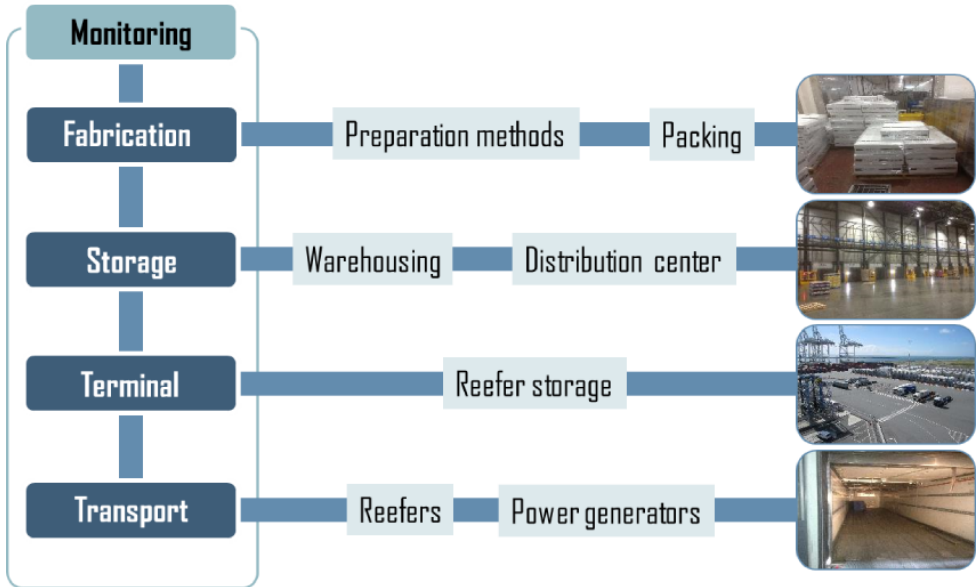 Monitoring
Fabrication
Preparation methods
Packing
Storage
Warehousing
Distribution center
Terminal
Reefer storage
Transport
Reefers
Power generators